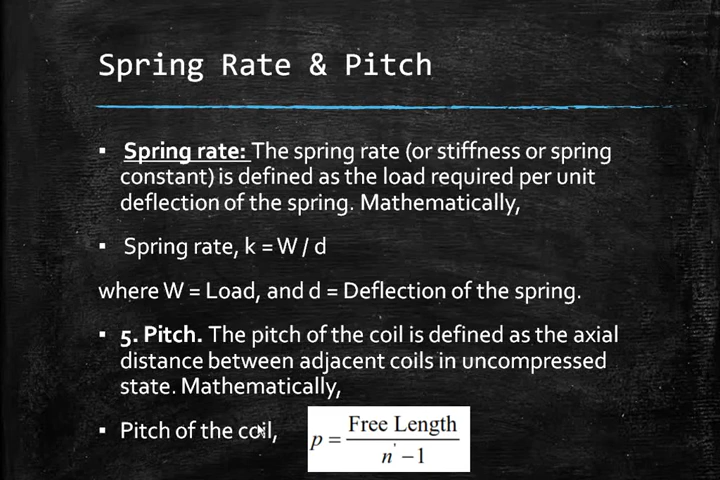 Spring Rate & Pitch
▪ Spring rate: The spring rate (or stiffness or spring
constant) is defined as the load required per unit
deflection of the spring. Mathematically,
▪ Spring rate, k = W / d
where W = Load, and d = Deflection of the spring.
▪ 5. Pitch. The pitch of the coil is defined as the axial
distance between adjacent coils in uncompressed
state. Mathematically,
▪ Pitch of the coil, p = Free Length / n' – 1